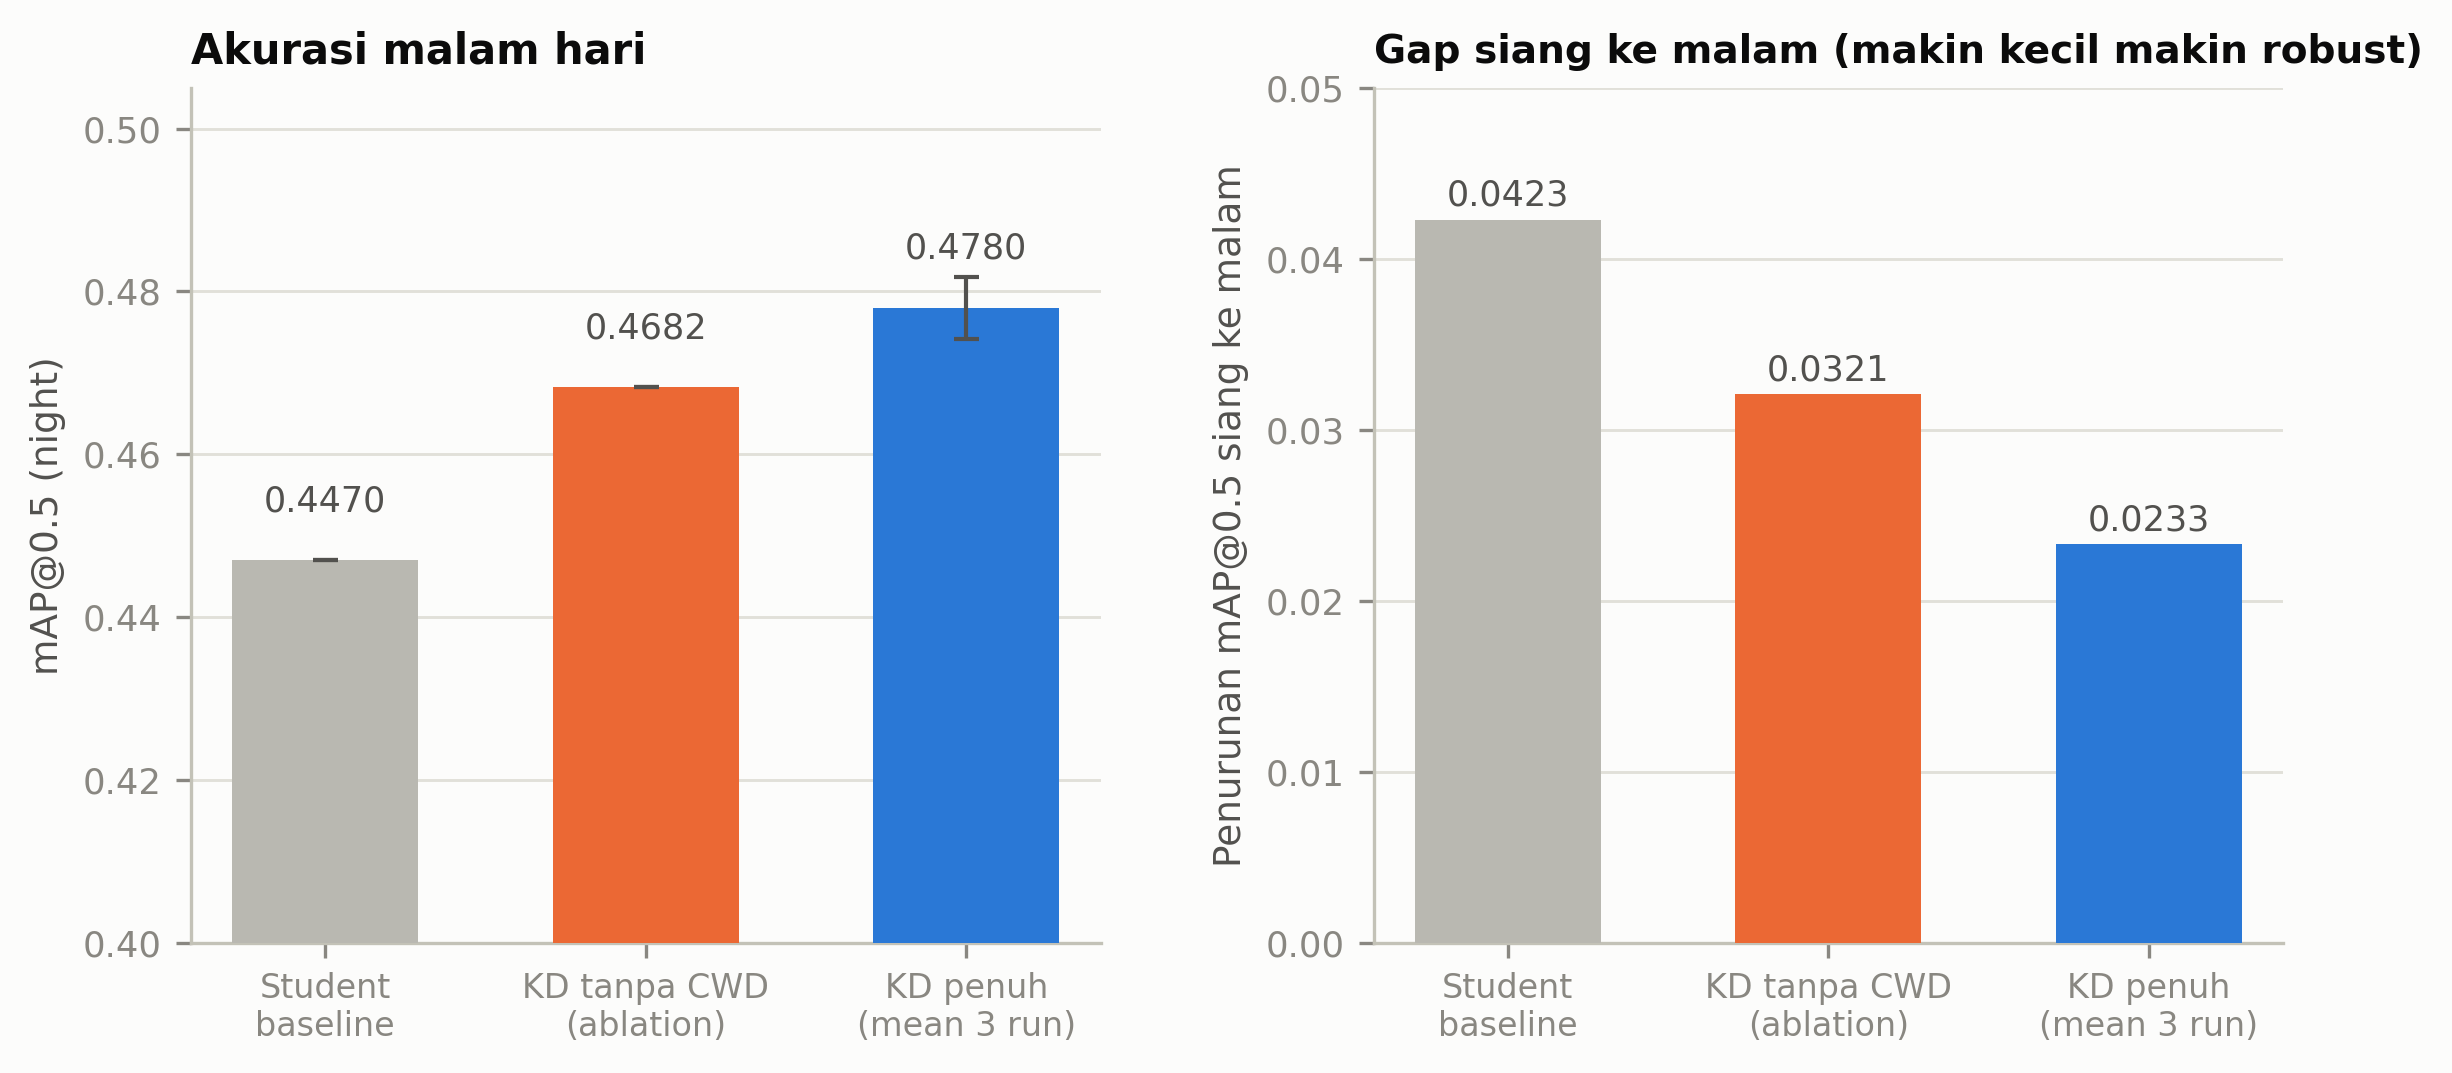 Akurasi malam hari
mAP@0.5 (night)
0.50
0.48
0.46
0.44
0.42
0.40
0.4470
0.4682
0.4780
Student
baseline
KD tanpa CWD
(ablation)
KD penuh
(mean 3 run)
Gap siang ke malam (makin kecil makin robust)
Penurunan mAP@0.5 siang ke malam
0.05
0.04
0.03
0.02
0.01
0.00
0.0423
0.0321
0.0233
Student
baseline
KD tanpa CWD
(ablation)
KD penuh
(mean 3 run)